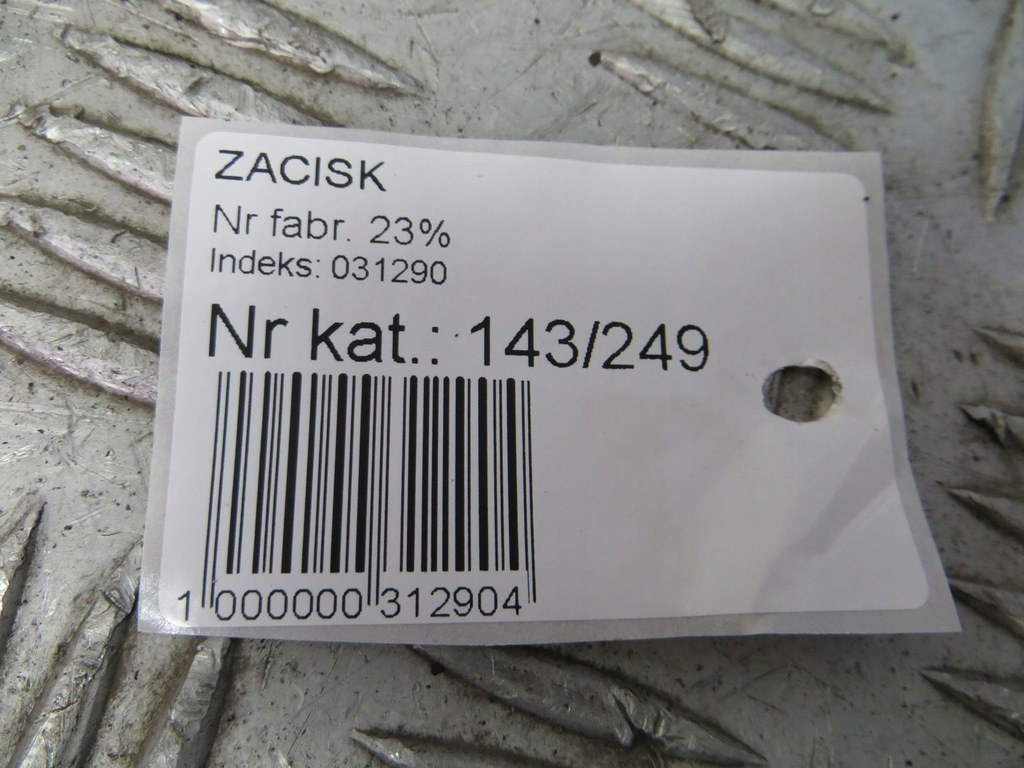 ZACISK
Nr fabr. 23%
Indeks: 031290
Nr kat.: 143/249
1 000000 312904